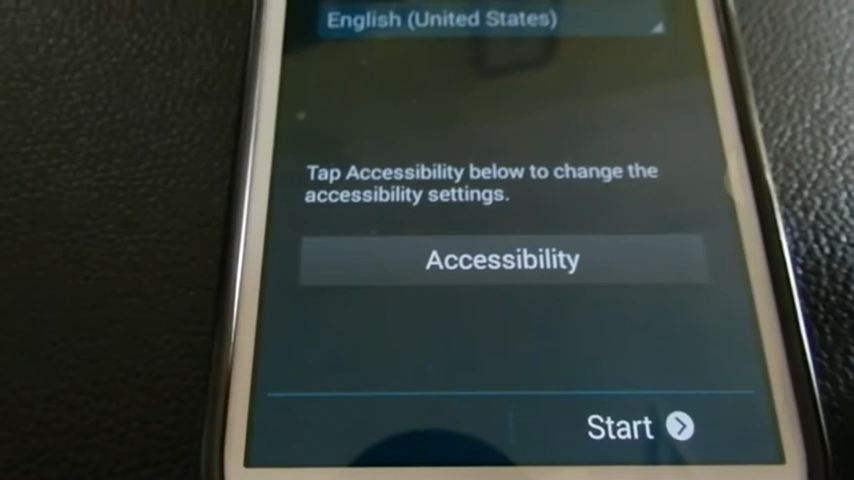 English (United States)
Tap Accessibility below to change the
accessibility settings.
Accessibility
Start